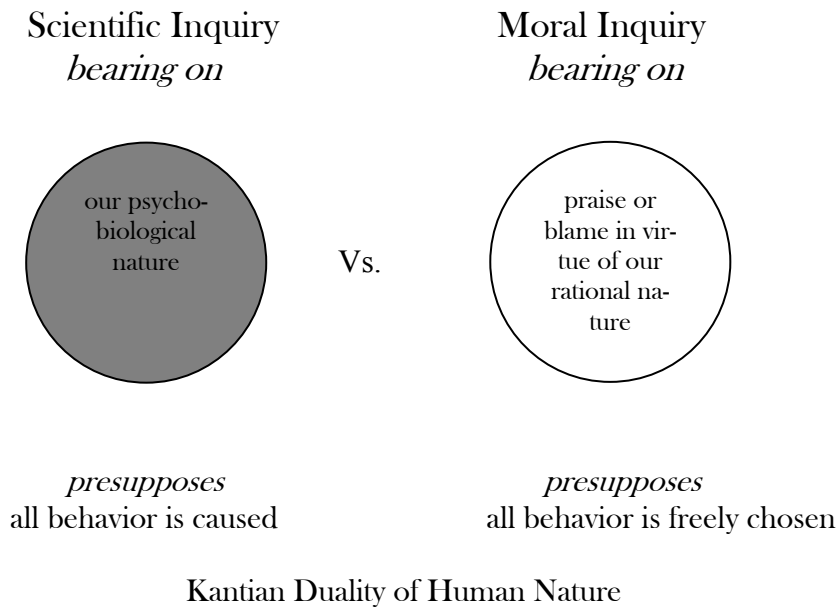 Scientific Inquiry
bearing on
our psycho-
biological
nature
presupposes
all behavior is caused
Vs.
Moral Inquiry
bearing on
praise or
blame in vir-
tue of our
rational na-
ture
presupposes
all behavior is freely chosen
Kantian Duality of Human Nature